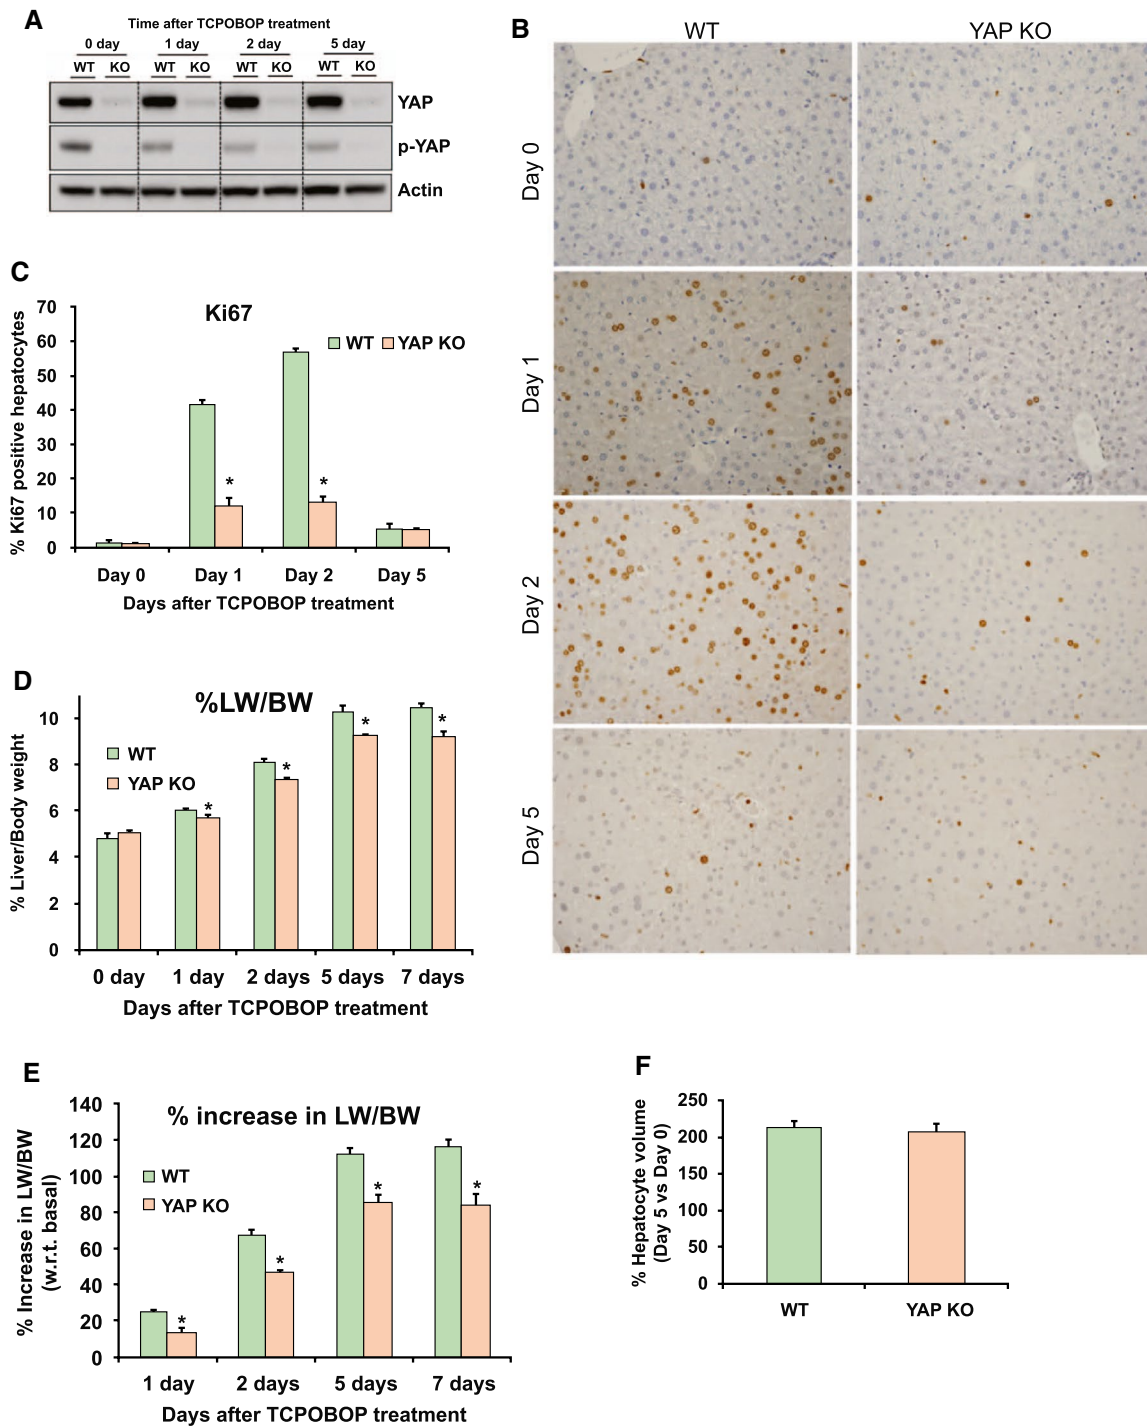 A
Time after TCPOBOP treatment
0 day 1 day 2 day 5 day
WT KO WT KO WT KO WT KO
YAP
p-YAP
Actin
B
WT YAP KO
Day 0
Day 1
Day 2
Day 5
C
Ki67
WT YAP KO
% Ki67 positive hepatocytes
70
60
50
40
30
20
10
0
Day 0 Day 1 Day 2 Day 5
* *
Days after TCPOBOP treatment
D
%LW/BW
WT
YAP KO
% Liver/Body weight
10
8
6
4
2
0
* * * *
0 day 1 day 2 days 5 days 7 days
Days after TCPOBOP treatment
E
% increase in LW/BW
WT
YAP KO
% Increase in LW/BW
(w.r.t. basal)
140
120
100
80
60
40
20
0
* * * *
1 day 2 days 5 days 7 days
Days after TCPOBOP treatment
F
% Hepatocyte volume
(Day 5 vs Day 0)
250
200
150
100
50
0
WT YAP KO